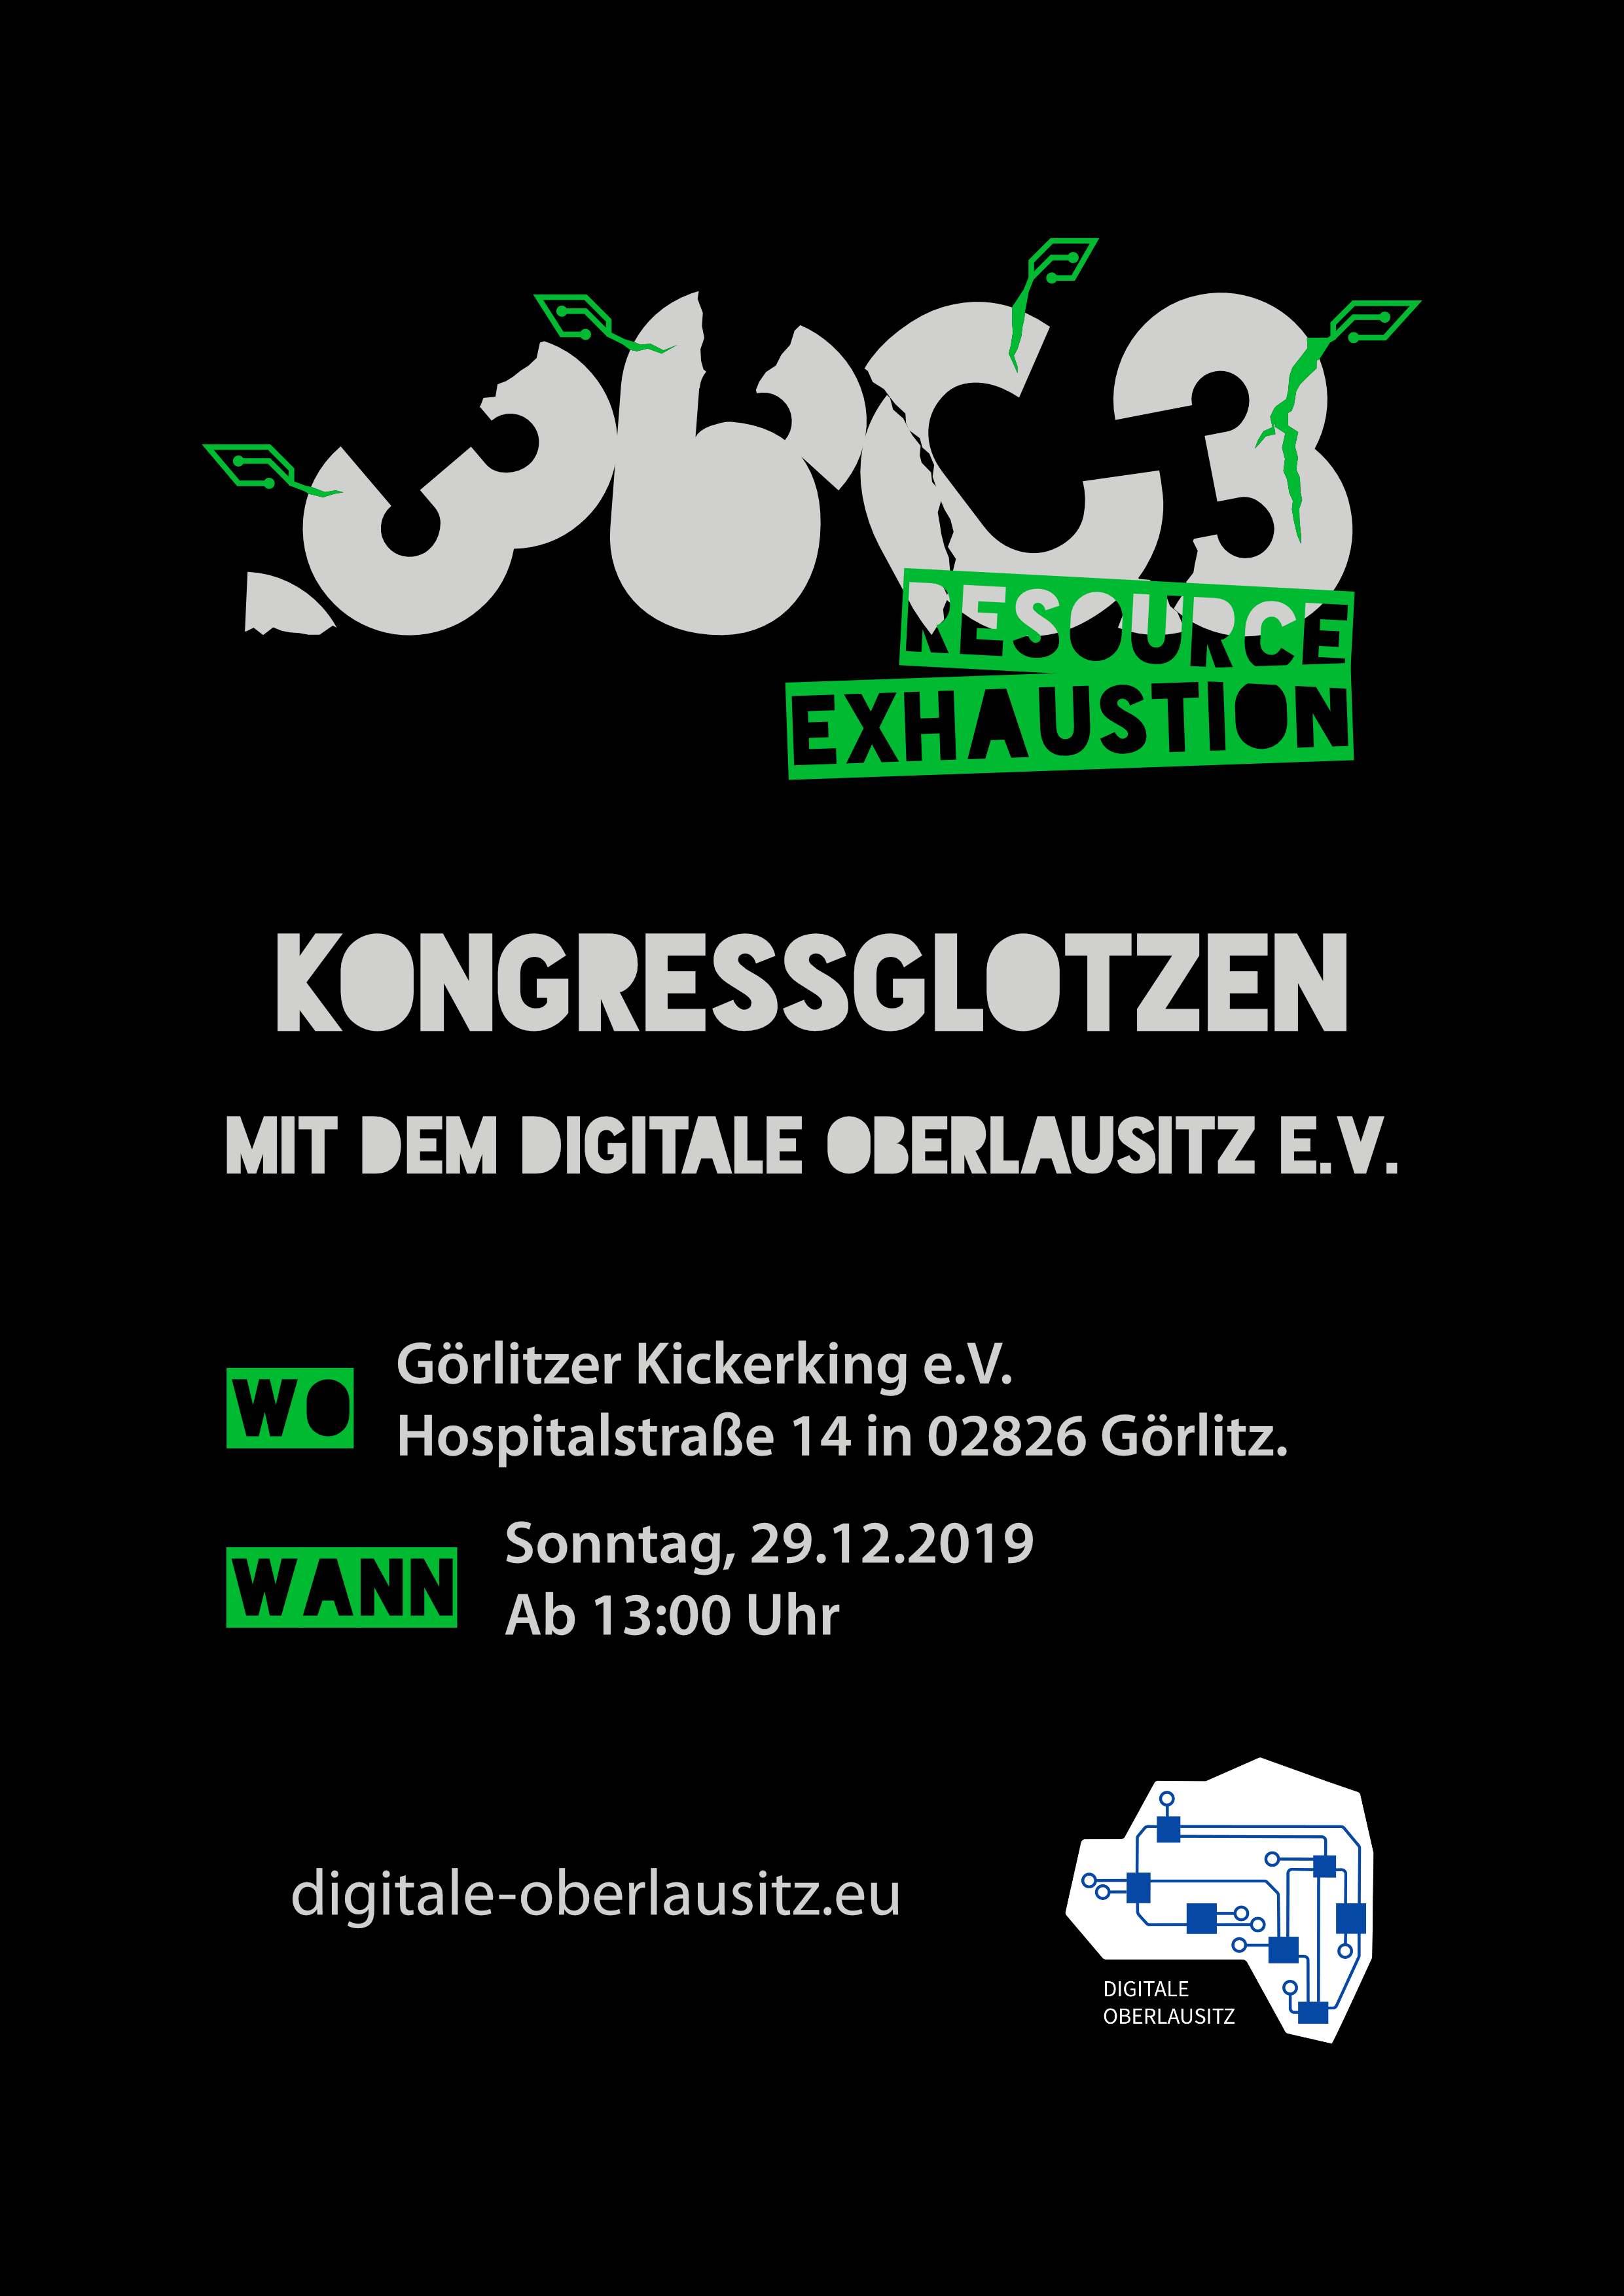 36C3
RESOURCE
EXHAUSTION
KONGRESSGLOTZEN
MIT DEM DIGITALE OBERLAUSITZ E.V.
WO
Görlitzer Kickerking e.V.
Hospitalstraße 14 in 02826 Görlitz.
WANN
Sonntag, 29.12.2019
Ab 13:00 Uhr
digitale-oberlausitz.eu
DIGITALE
OBERLAUSITZ